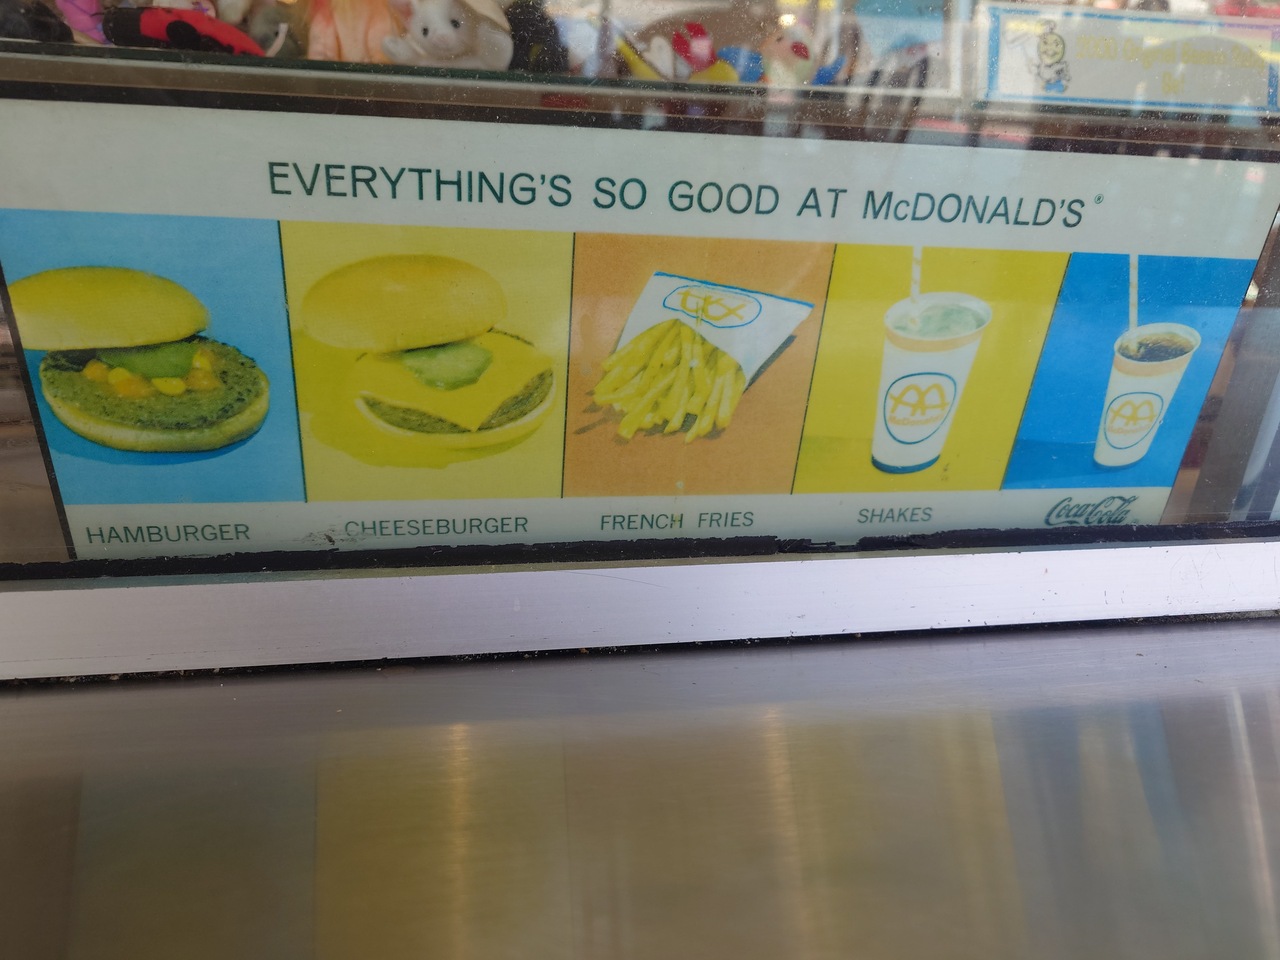 EVERYTHING'S SO GOOD AT McDONALD'S®
HAMBURGER
CHEESEBURGER
FRENCH FRIES
SHAKES
Coca-Cola